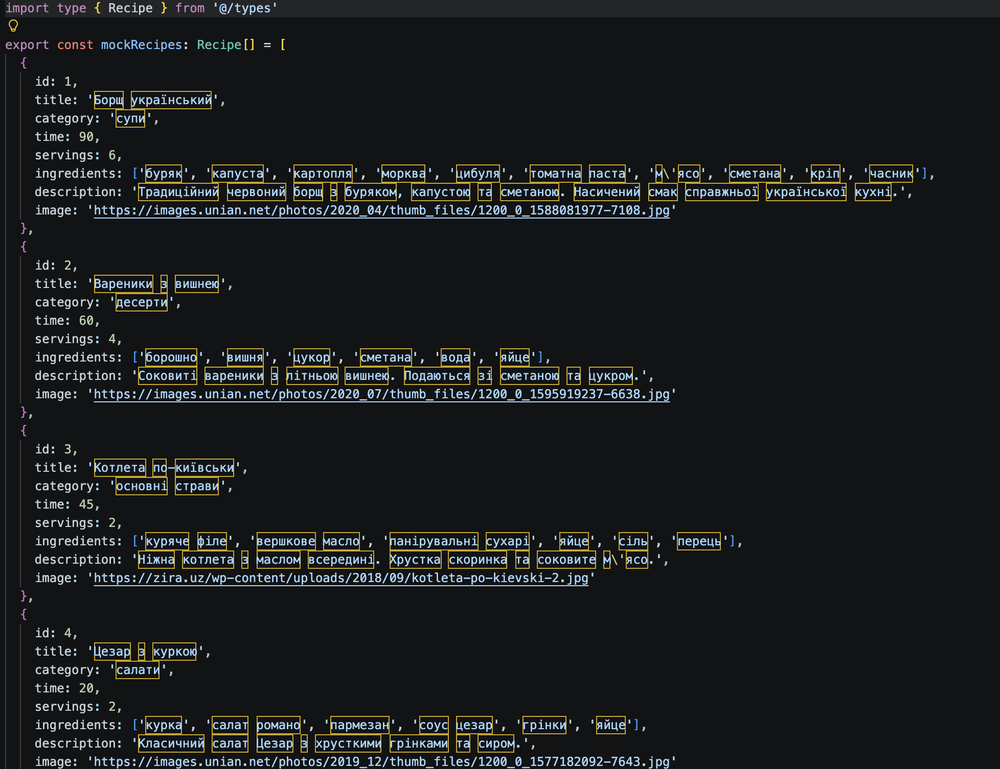 import type { Recipe } from '@/types'
export const mockRecipes: Recipe[] = [
{
id: 1,
title: 'Борщ український',
category: 'супи',
time: 90,
servings: 6,
ingredients: ['буряк', 'капуста', 'картопля', 'морква', 'цибуля', 'томатна паста', 'м\'ясо', 'сметана', 'кріп', 'часник'],
description: 'Традиційний червоний борщ з буряком, капустою та сметаною. Насичений смак справжньої української кухні.',
image: 'https://images.unian.net/photos/2020_04/thumb_files/1200_0_1588081977-7108.jpg'
},
{
id: 2,
title: 'Вареники з вишнею',
category: 'десерти',
time: 60,
servings: 4,
ingredients: ['борошно', 'вишня', 'цукор', 'сметана', 'вода', 'яйце'],
description: 'Соковиті вареники з літньою вишнею. Подаються зі сметаною та цукром.',
image: 'https://images.unian.net/photos/2020_07/thumb_files/1200_0_1595919237-6638.jpg'
},
{
id: 3,
title: 'Котлета по-київськи',
category: 'основні страви',
time: 45,
servings: 2,
ingredients: ['куряче філе', 'вершкове масло', 'панірувальні сухарі', 'яйце', 'сіль', 'перець'],
description: 'Ніжна котлета з маслом всередині. Хрустка скоринка та соковите м\'ясо.',
image: 'https://zira.uz/wp-content/uploads/2018/09/kotleta-po-kievski-2.jpg'
},
{
id: 4,
title: 'Цезар з куркою',
category: 'салати',
time: 20,
servings: 2,
ingredients: ['курка', 'салат романо', 'пармезан', 'соус цезар', 'грінки', 'яйце'],
description: 'Класичний салат Цезар з хрусткими грінками та сиром.',
image: 'https://images.unian.net/photos/2019_12/thumb_files/1200_0_1577182092-7643.jpg'